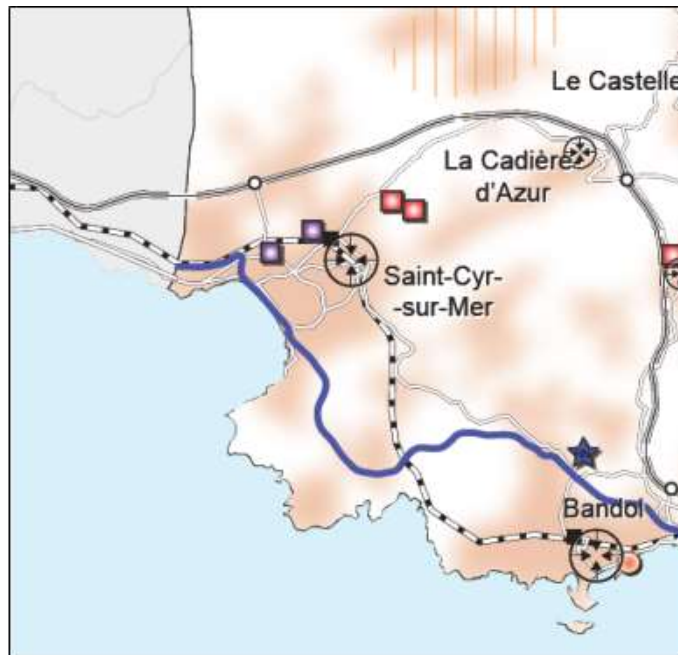 Le Castelle
La Cadière
d'Azur
Saint-Cyr-
-sur-Mer
Bandol